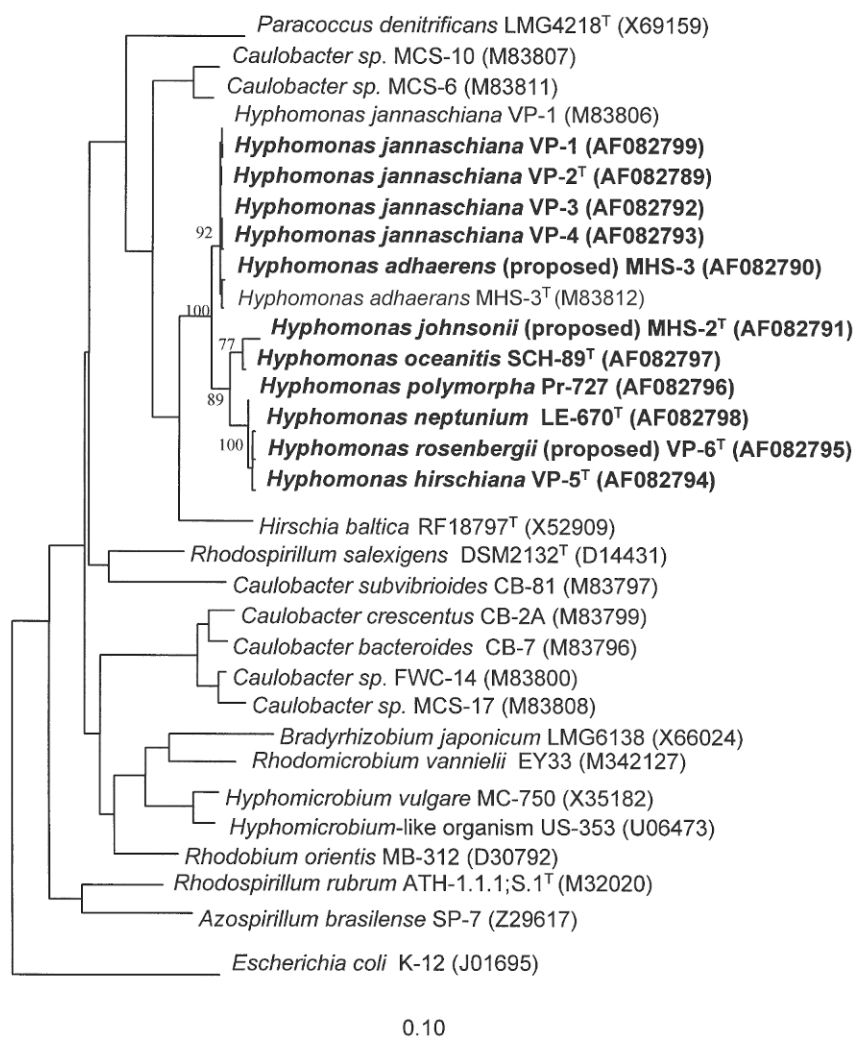 Paracoccus denitrificans LMG4218ᵀ (X69159)
Caulobacter sp. MCS-10 (M83807)
Caulobacter sp. MCS-6 (M83811)
Hyphomonas jannaschiana VP-1 (M83806)
Hyphomonas jannaschiana VP-1 (AF082799)
Hyphomonas jannaschiana VP-2ᵀ (AF082789)
Hyphomonas jannaschiana VP-3 (AF082792)
92 Hyphomonas jannaschiana VP-4 (AF082793)
Hyphomonas adhaerens (proposed) MHS-3 (AF082790)
Hyphomonas adhaerans MHS-3ᵀ (M83812)
100
Hyphomonas johnsonii (proposed) MHS-2ᵀ (AF082791)
77
Hyphomonas oceanitis SCH-89ᵀ (AF082797)
Hyphomonas polymorpha Pr-727 (AF082796)
89
Hyphomonas neptunium LE-670ᵀ (AF082798)
100 Hyphomonas rosenbergii (proposed) VP-6ᵀ (AF082795)
Hyphomonas hirschiana VP-5ᵀ (AF082794)
Hirschia baltica RF18797ᵀ (X52909)
Rhodospirillum salexigens DSM2132ᵀ (D14431)
Caulobacter subvibrioides CB-81 (M83797)
Caulobacter crescentus CB-2A (M83799)
Caulobacter bacteroides CB-7 (M83796)
Caulobacter sp. FWC-14 (M83800)
Caulobacter sp. MCS-17 (M83808)
Bradyrhizobium japonicum LMG6138 (X66024)
Rhodomicrobium vannielii EY33 (M342127)
Hyphomicrobium vulgare MC-750 (X35182)
Hyphomicrobium-like organism US-353 (U06473)
Rhodobium orientis MB-312 (D30792)
Rhodospirillum rubrum ATH-1.1.1;S.1ᵀ (M32020)
Azospirillum brasilense SP-7 (Z29617)
Escherichia coli K-12 (J01695)
0.10